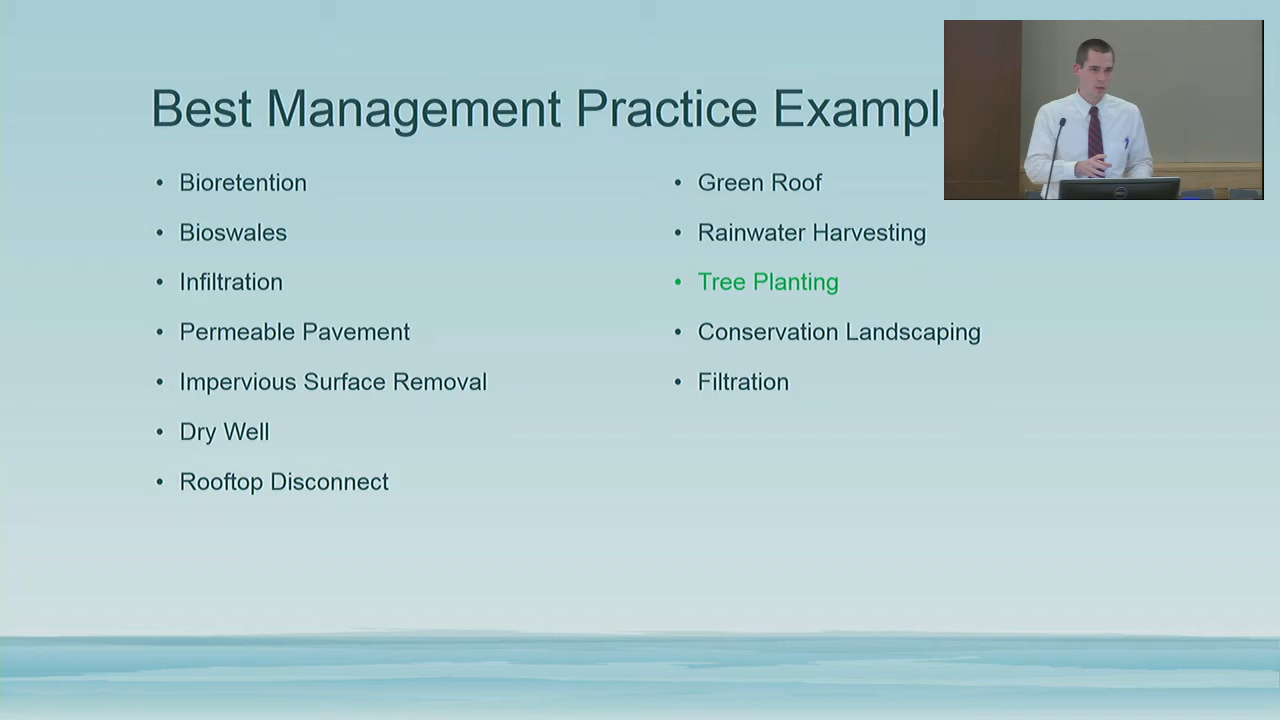 Best Management Practice Exampl
• Bioretention
• Bioswales
• Infiltration
• Permeable Pavement
• Impervious Surface Removal
• Dry Well
• Rooftop Disconnect
• Green Roof
• Rainwater Harvesting
• Tree Planting
• Conservation Landscaping
• Filtration
DELL